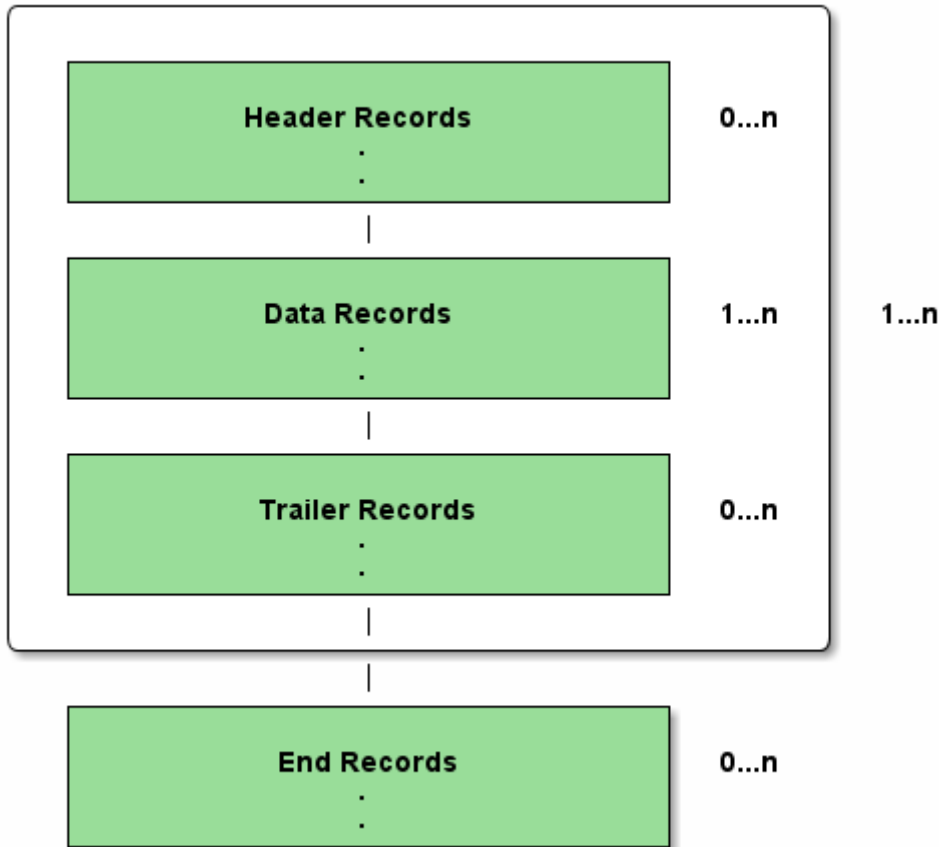 Header Records 0...n
.
.
Data Records 1...n 1...n
.
.
Trailer Records 0...n
.
.
End Records 0...n
.
.